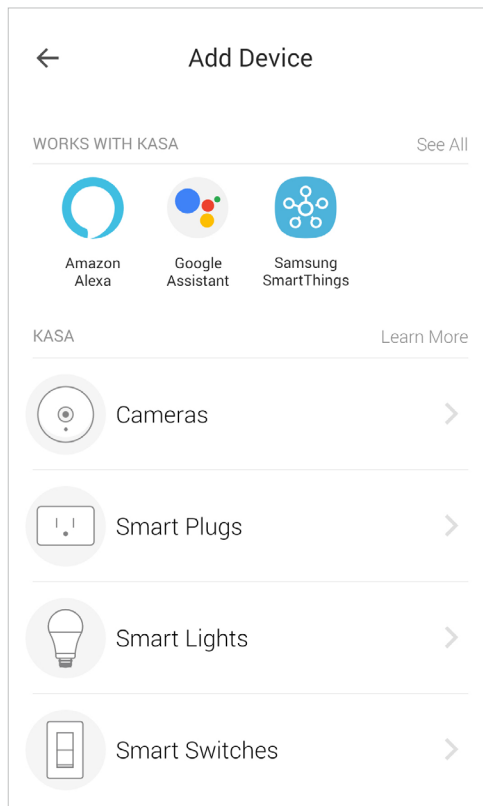 Add Device
WORKS WITH KASA See All
Amazon
Alexa
Google
Assistant
Samsung
SmartThings
KASA Learn More
Cameras
Smart Plugs
Smart Lights
Smart Switches